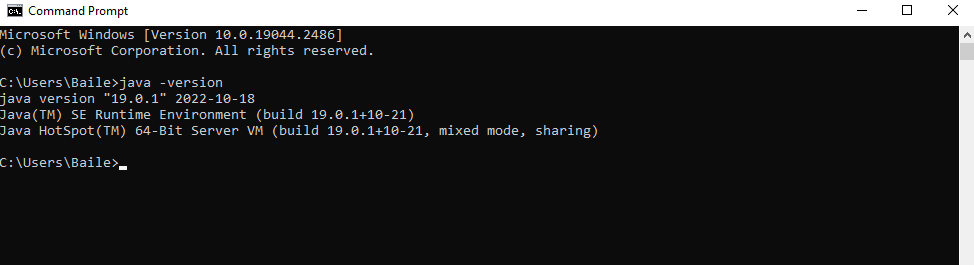 Command Prompt
Microsoft Windows [Version 10.0.19044.2486]
(c) Microsoft Corporation. All rights reserved.
C:\Users\Baile>java -version
java version "19.0.1" 2022-10-18
Java(TM) SE Runtime Environment (build 19.0.1+10-21)
Java HotSpot(TM) 64-Bit Server VM (build 19.0.1+10-21, mixed mode, sharing)
C:\Users\Baile>